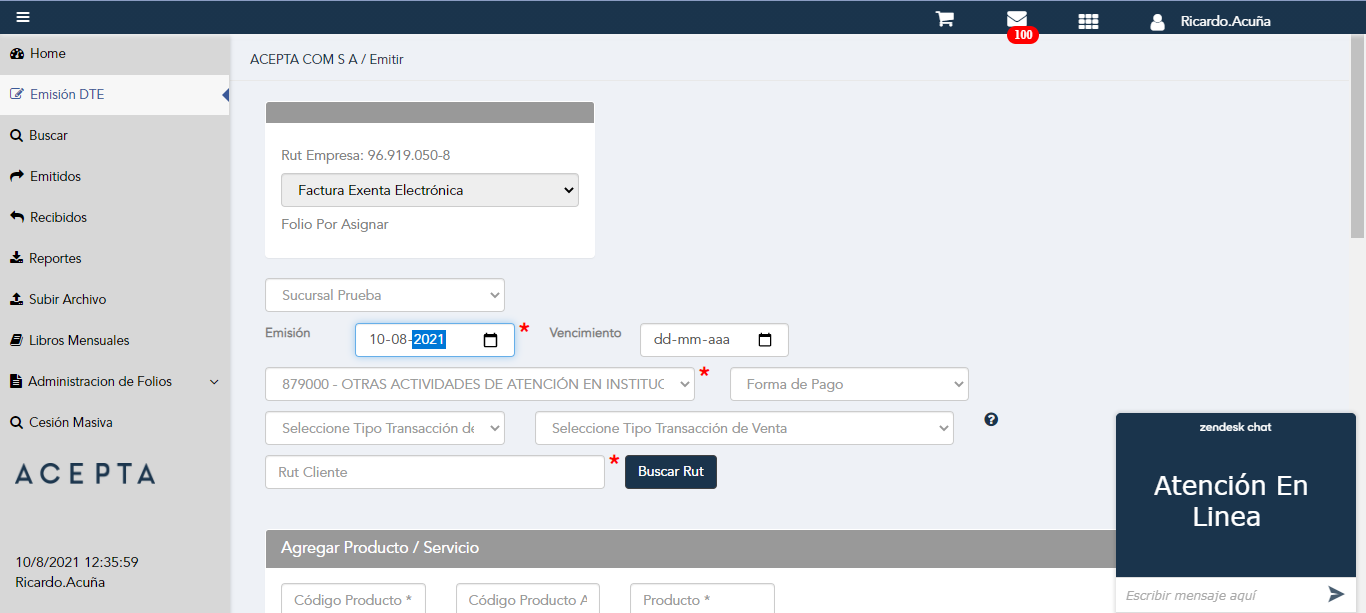 Ricardo.Acuña
100
Home
Emisión DTE
Buscar
Emitidos
Recibidos
Reportes
Subir Archivo
Libros Mensuales
Administracion de Folios
Cesión Masiva
ACEPTA
10/8/2021 12:35:59
Ricardo.Acuña
ACEPTA COM S A / Emitir
Rut Empresa: 96.919.050-8
Factura Exenta Electrónica
Folio Por Asignar
Sucursal Prueba
Emisión 10-08-2021 * Vencimiento dd-mm-aaa
879000 - OTRAS ACTIVIDADES DE ATENCIÓN EN INSTITUC * Forma de Pago
Seleccione Tipo Transacción de Seleccione Tipo Transacción de Venta ?
Rut Cliente * Buscar Rut
Agregar Producto / Servicio
Código Producto * Código Producto A Producto *
zendesk chat
Atención En
Linea
Escribir mensaje aquí